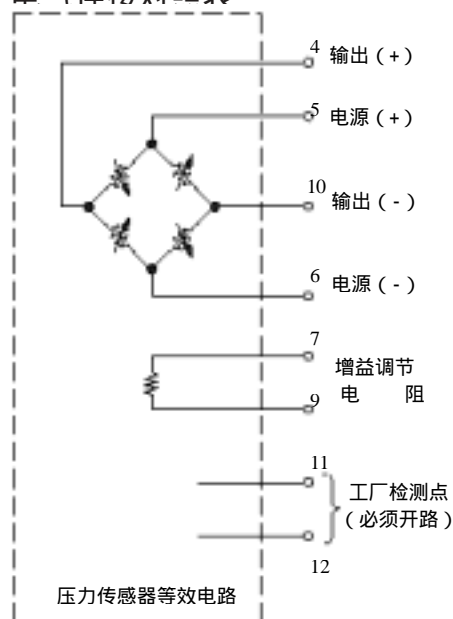 4 输出（+）
5 电源（+）
10 输出（-）
6 电源（-）
7
增益调节
电 阻
9
11
工厂检测点
（必须开路）
12
压力传感器等效电路